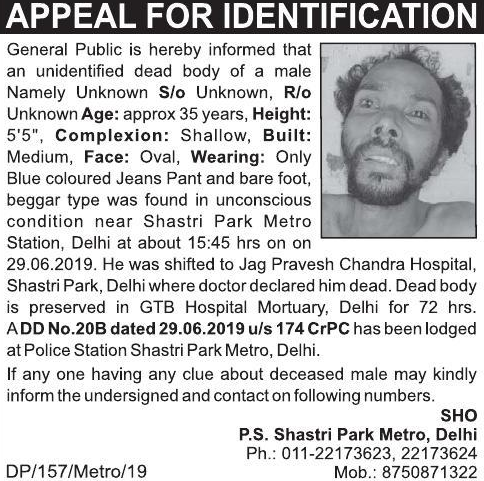 APPEAL FOR IDENTIFICATION
General Public is hereby informed that
an unidentified dead body of a male
Namely Unknown S/o Unknown, R/o
Unknown Age: approx 35 years, Height:
5'5", Complexion: Shallow, Built:
Medium, Face: Oval, Wearing: Only
Blue coloured Jeans Pant and bare foot,
beggar type was found in unconscious
condition near Shastri Park Metro
Station, Delhi at about 15:45 hrs on on
29.06.2019. He was shifted to Jag Pravesh Chandra Hospital,
Shastri Park, Delhi where doctor declared him dead. Dead body
is preserved in GTB Hospital Mortuary, Delhi for 72 hrs.
A DD No.20B dated 29.06.2019 u/s 174 CrPC has been lodged
at Police Station Shastri Park Metro, Delhi.
If any one having any clue about deceased male may kindly
inform the undersigned and contact on following numbers.
SHO
P.S. Shastri Park Metro, Delhi
Ph.: 011-22173623, 22173624
DP/157/Metro/19 Mob.: 8750871322